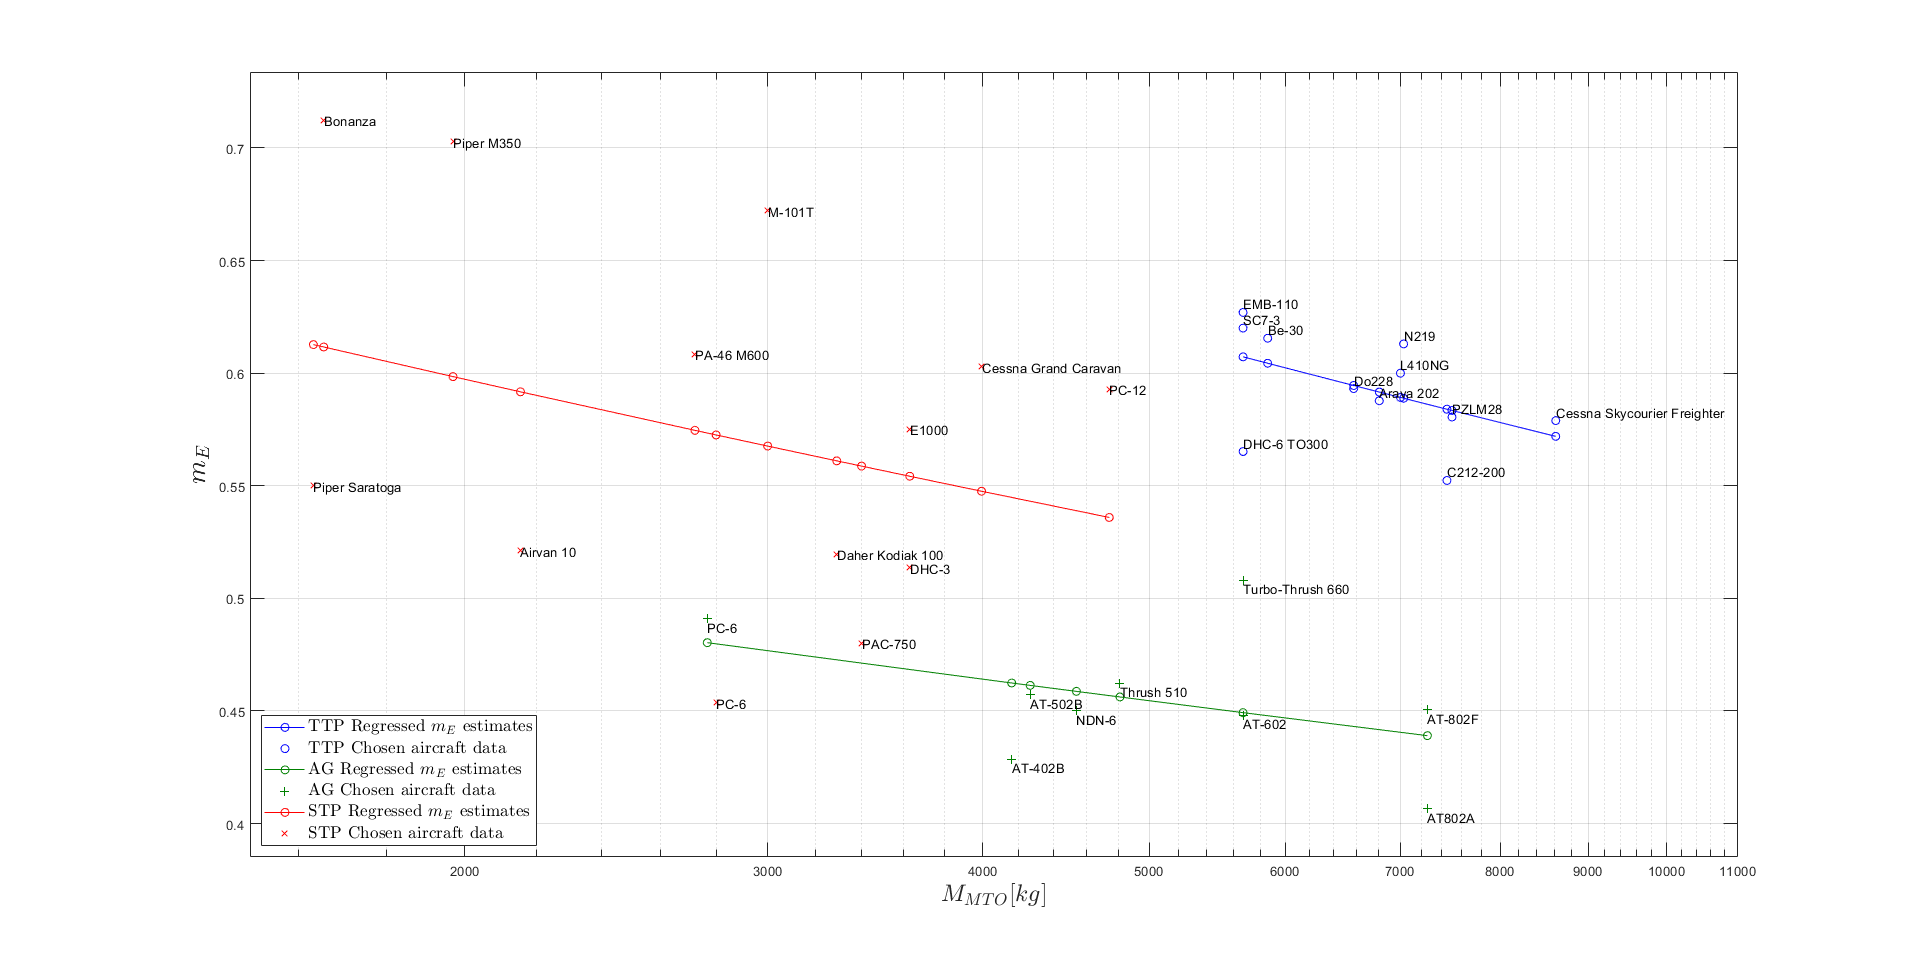 Bonanza
Piper M350
0.7
M-101T
0.65
EMB-110
SC7-3
Be-30
N219
PA-46 M600
L410NG
Cessna Grand Caravan
0.6
Do228
PC-12
Arava 202
PZLM28
Cessna Skycourier Freighter
E1000
DHC-6 TO300
m_E
C212-200
Piper Saratoga
0.55
Airvan 10
Daher Kodiak 100
DHC-3
Turbo-Thrush 660
0.5
PC-6
PAC-750
Thrush 510
PC-6
AT-502B
0.45
NDN-6
AT-602
AT-802F
TTP Regressed m_E estimates
TTP Chosen aircraft data
AG Regressed m_E estimates
AT-402B
AG Chosen aircraft data
STP Regressed m_E estimates
AT802A
0.4
STP Chosen aircraft data
2000 3000 4000 5000 6000 7000 8000 9000 10000 11000
M_MTO[kg]